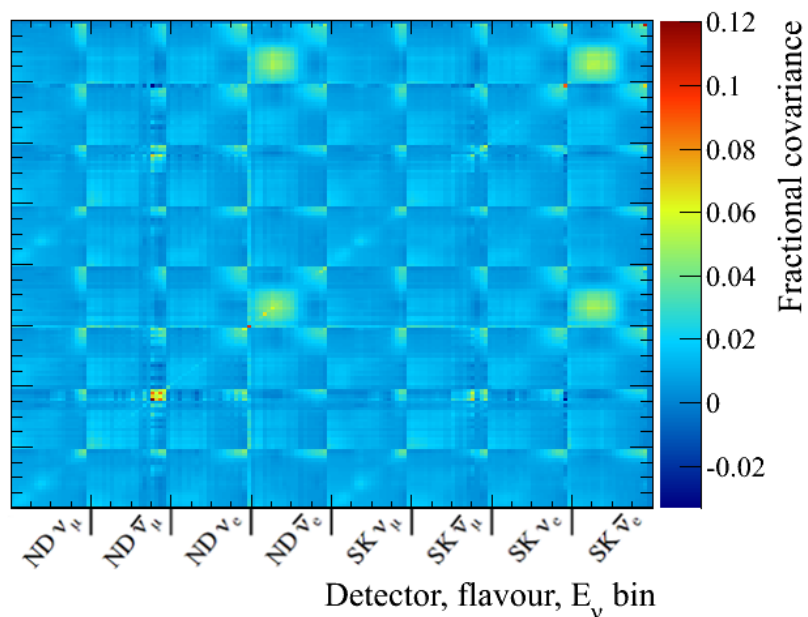 0.12
0.1
0.08
0.06
0.04
0.02
0
-0.02
Fractional covariance
ND ν_μ
ND ν̅_μ
ND ν_e
ND ν̅_e
SK ν_μ
SK ν̅_μ
SK ν_e
SK ν̅_e
Detector, flavour, E_ν bin